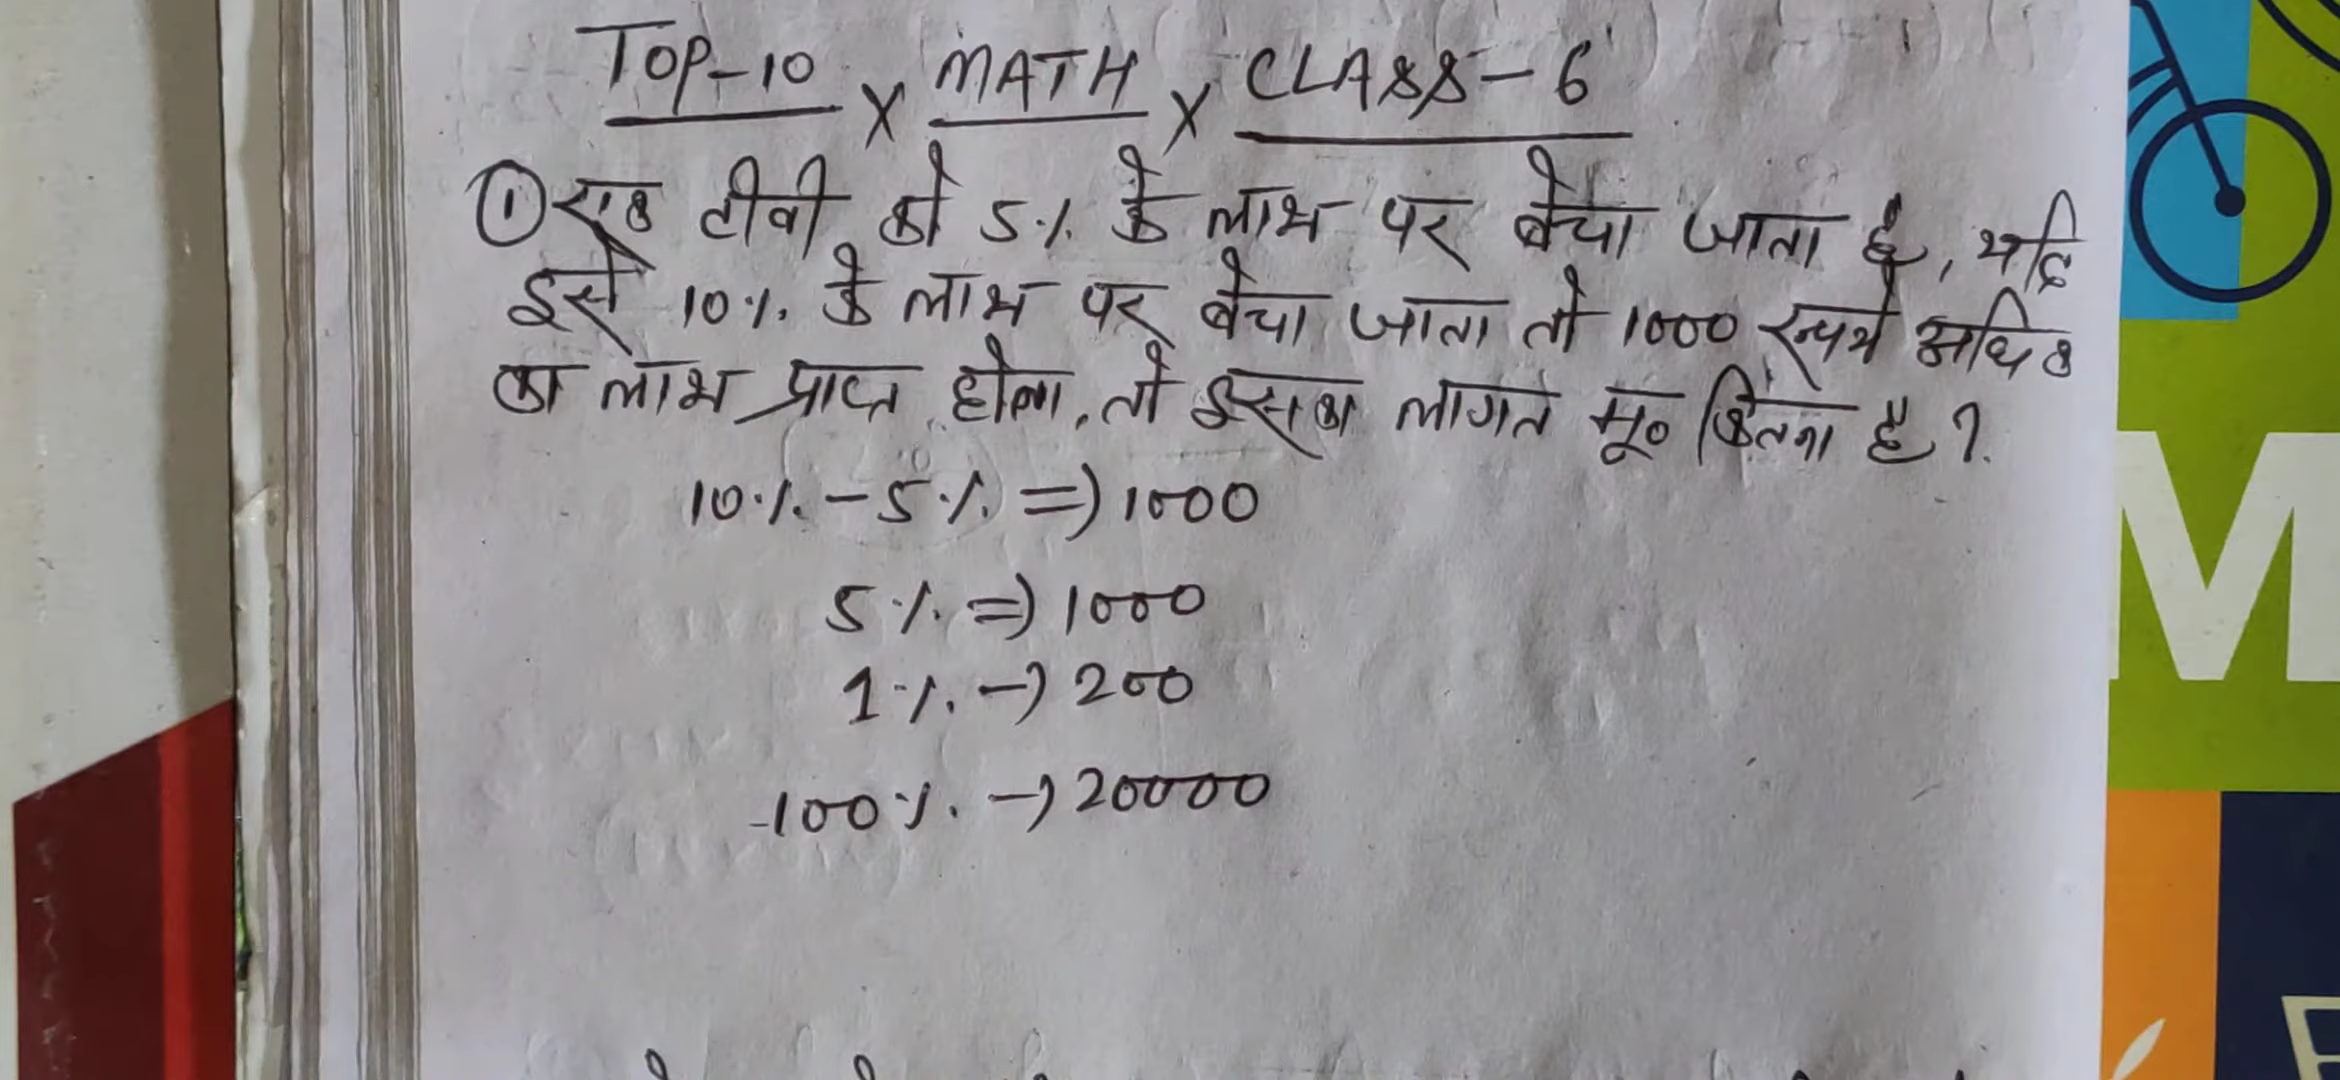 TOP-10 x MATH x CLASS-6
① एक टीवी को 5% के लाभ पर बेचा जाता है, यदि
इसे 10% के लाभ पर बेचा जाता तो 1000 रूपये अधिक
का लाभ प्राप्त होता, तो इसका लागत मू० कितना है?
10% - 5% => 1000
5% => 1000
1% -> 200
100% -> 20000
M